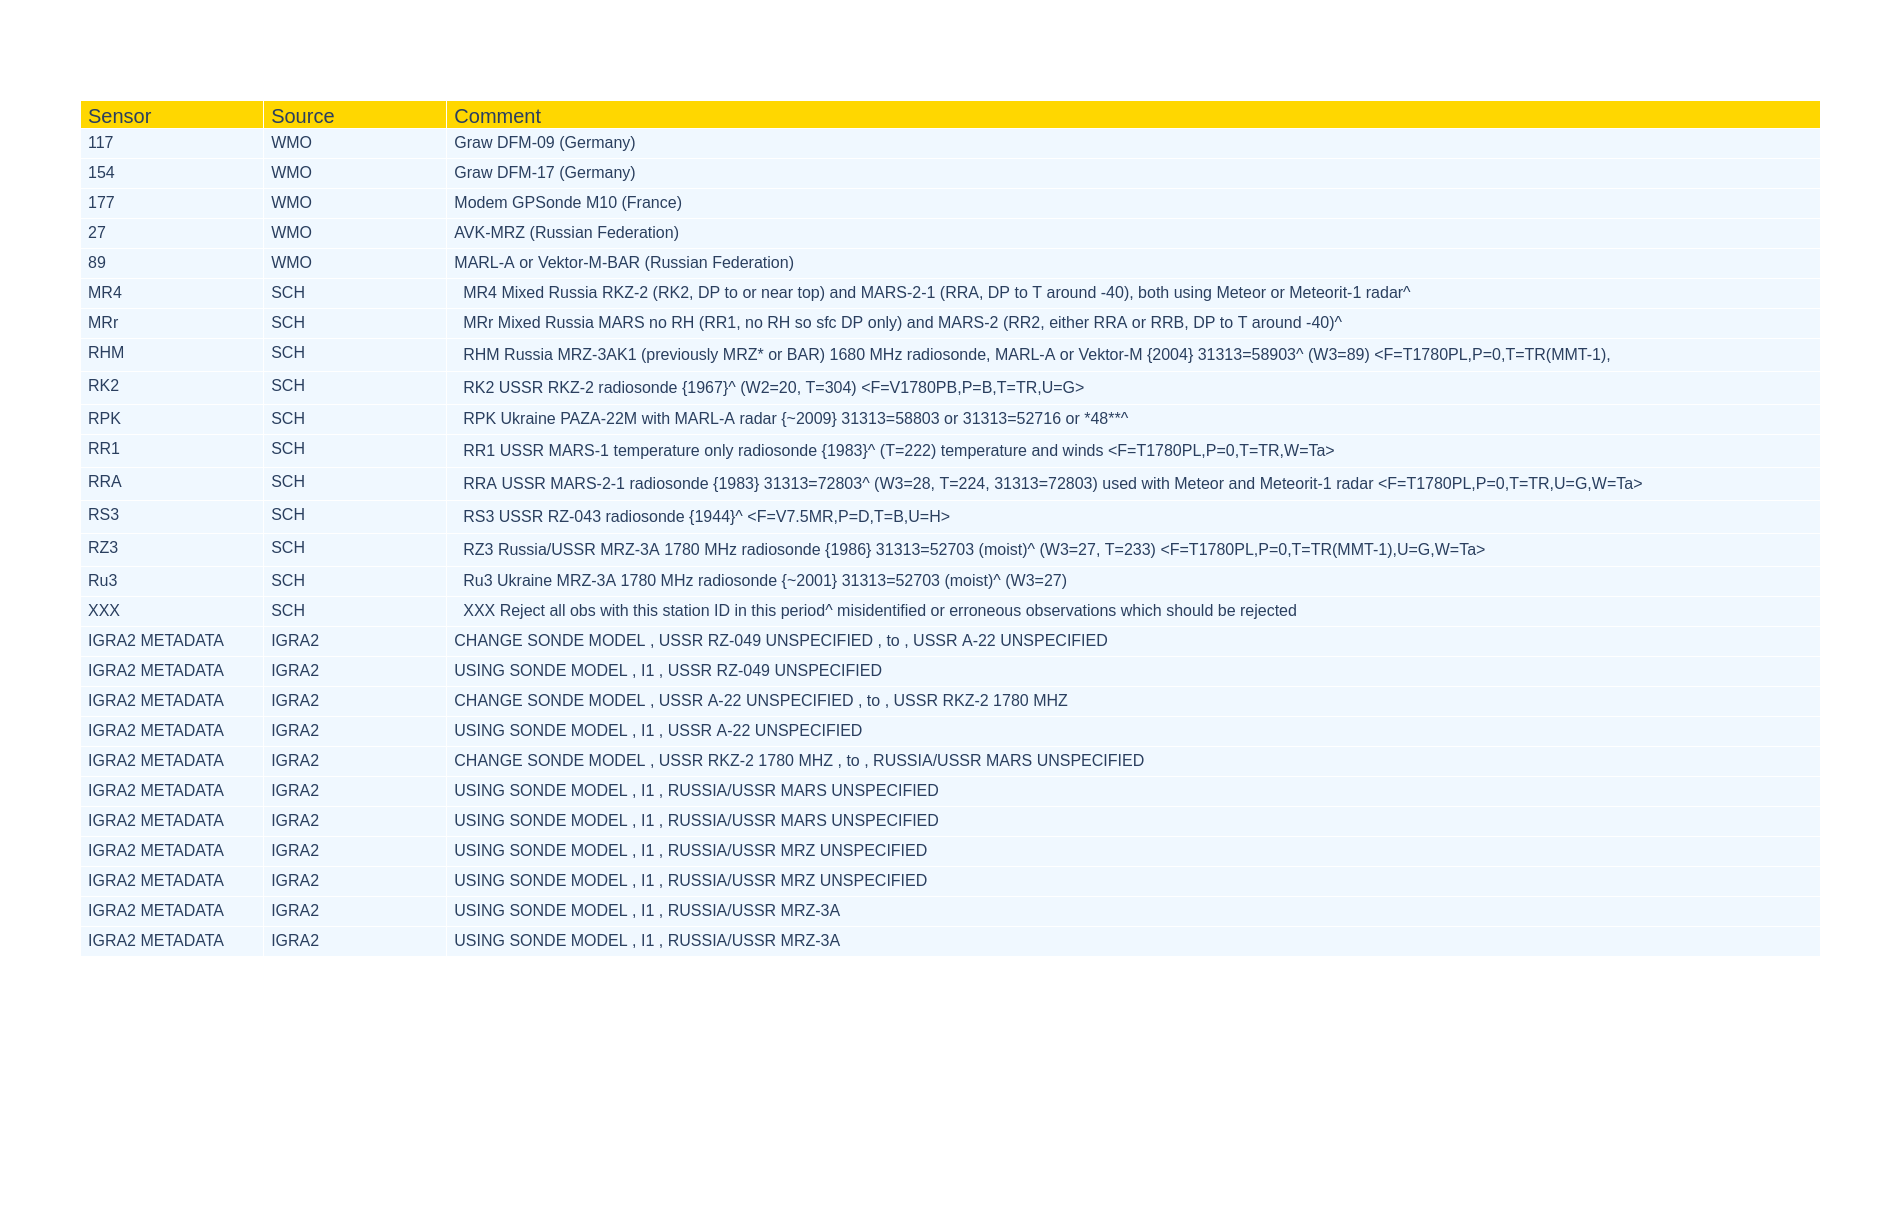 Sensor Source Comment
117 WMO Graw DFM-09 (Germany)
154 WMO Graw DFM-17 (Germany)
177 WMO Modem GPSonde M10 (France)
27 WMO AVK-MRZ (Russian Federation)
89 WMO MARL-A or Vektor-M-BAR (Russian Federation)
MR4 SCH MR4 Mixed Russia RKZ-2 (RK2, DP to or near top) and MARS-2-1 (RRA, DP to T around -40), both using Meteor or Meteorit-1 radar^
MRr SCH MRr Mixed Russia MARS no RH (RR1, no RH so sfc DP only) and MARS-2 (RR2, either RRA or RRB, DP to T around -40)^
RHM SCH RHM Russia MRZ-3AK1 (previously MRZ* or BAR) 1680 MHz radiosonde, MARL-A or Vektor-M {2004} 31313=58903^ (W3=89) <F=T1780PL,P=0,T=TR(MMT-1),
RK2 SCH RK2 USSR RKZ-2 radiosonde {1967}^ (W2=20, T=304) <F=V1780PB,P=B,T=TR,U=G>
RPK SCH RPK Ukraine PAZA-22M with MARL-A radar {~2009} 31313=58803 or 31313=52716 or *48**^
RR1 SCH RR1 USSR MARS-1 temperature only radiosonde {1983}^ (T=222) temperature and winds <F=T1780PL,P=0,T=TR,W=Ta>
RRA SCH RRA USSR MARS-2-1 radiosonde {1983} 31313=72803^ (W3=28, T=224, 31313=72803) used with Meteor and Meteorit-1 radar <F=T1780PL,P=0,T=TR,U=G,W=Ta>
RS3 SCH RS3 USSR RZ-043 radiosonde {1944}^ <F=V7.5MR,P=D,T=B,U=H>
RZ3 SCH RZ3 Russia/USSR MRZ-3A 1780 MHz radiosonde {1986} 31313=52703 (moist)^ (W3=27, T=233) <F=T1780PL,P=0,T=TR(MMT-1),U=G,W=Ta>
Ru3 SCH Ru3 Ukraine MRZ-3A 1780 MHz radiosonde {~2001} 31313=52703 (moist)^ (W3=27)
XXX SCH XXX Reject all obs with this station ID in this period^ misidentified or erroneous observations which should be rejected
IGRA2 METADATA IGRA2 CHANGE SONDE MODEL , USSR RZ-049 UNSPECIFIED , to , USSR A-22 UNSPECIFIED
IGRA2 METADATA IGRA2 USING SONDE MODEL , I1 , USSR RZ-049 UNSPECIFIED
IGRA2 METADATA IGRA2 CHANGE SONDE MODEL , USSR A-22 UNSPECIFIED , to , USSR RKZ-2 1780 MHZ
IGRA2 METADATA IGRA2 USING SONDE MODEL , I1 , USSR A-22 UNSPECIFIED
IGRA2 METADATA IGRA2 CHANGE SONDE MODEL , USSR RKZ-2 1780 MHZ , to , RUSSIA/USSR MARS UNSPECIFIED
IGRA2 METADATA IGRA2 USING SONDE MODEL , I1 , RUSSIA/USSR MARS UNSPECIFIED
IGRA2 METADATA IGRA2 USING SONDE MODEL , I1 , RUSSIA/USSR MARS UNSPECIFIED
IGRA2 METADATA IGRA2 USING SONDE MODEL , I1 , RUSSIA/USSR MRZ UNSPECIFIED
IGRA2 METADATA IGRA2 USING SONDE MODEL , I1 , RUSSIA/USSR MRZ UNSPECIFIED
IGRA2 METADATA IGRA2 USING SONDE MODEL , I1 , RUSSIA/USSR MRZ-3A
IGRA2 METADATA IGRA2 USING SONDE MODEL , I1 , RUSSIA/USSR MRZ-3A